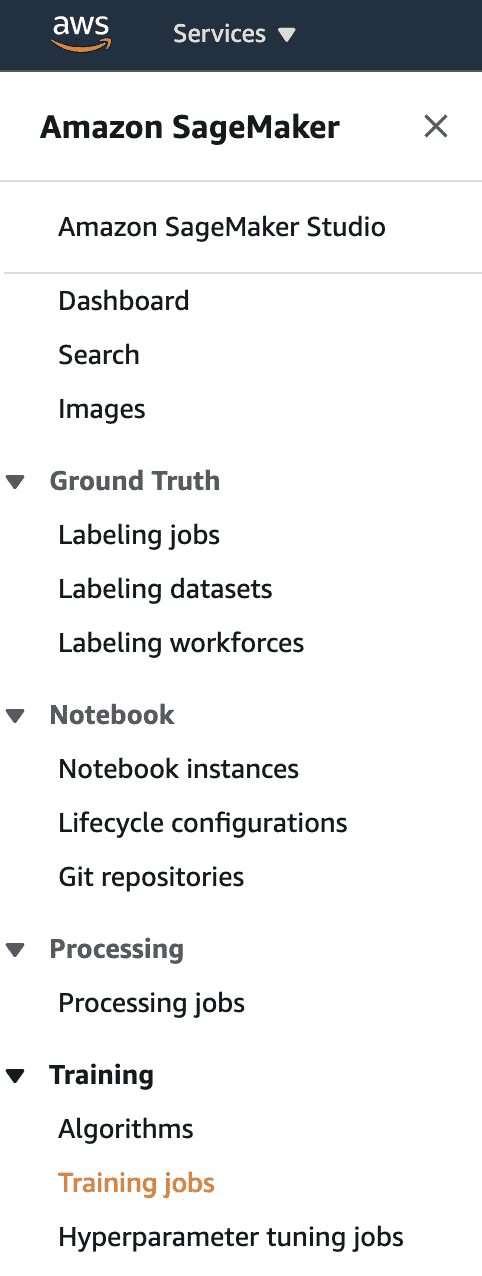 aws
Services
Amazon SageMaker
Amazon SageMaker Studio
Dashboard
Search
Images
Ground Truth
Labeling jobs
Labeling datasets
Labeling workforces
Notebook
Notebook instances
Lifecycle configurations
Git repositories
Processing
Processing jobs
Training
Algorithms
Training jobs
Hyperparameter tuning jobs